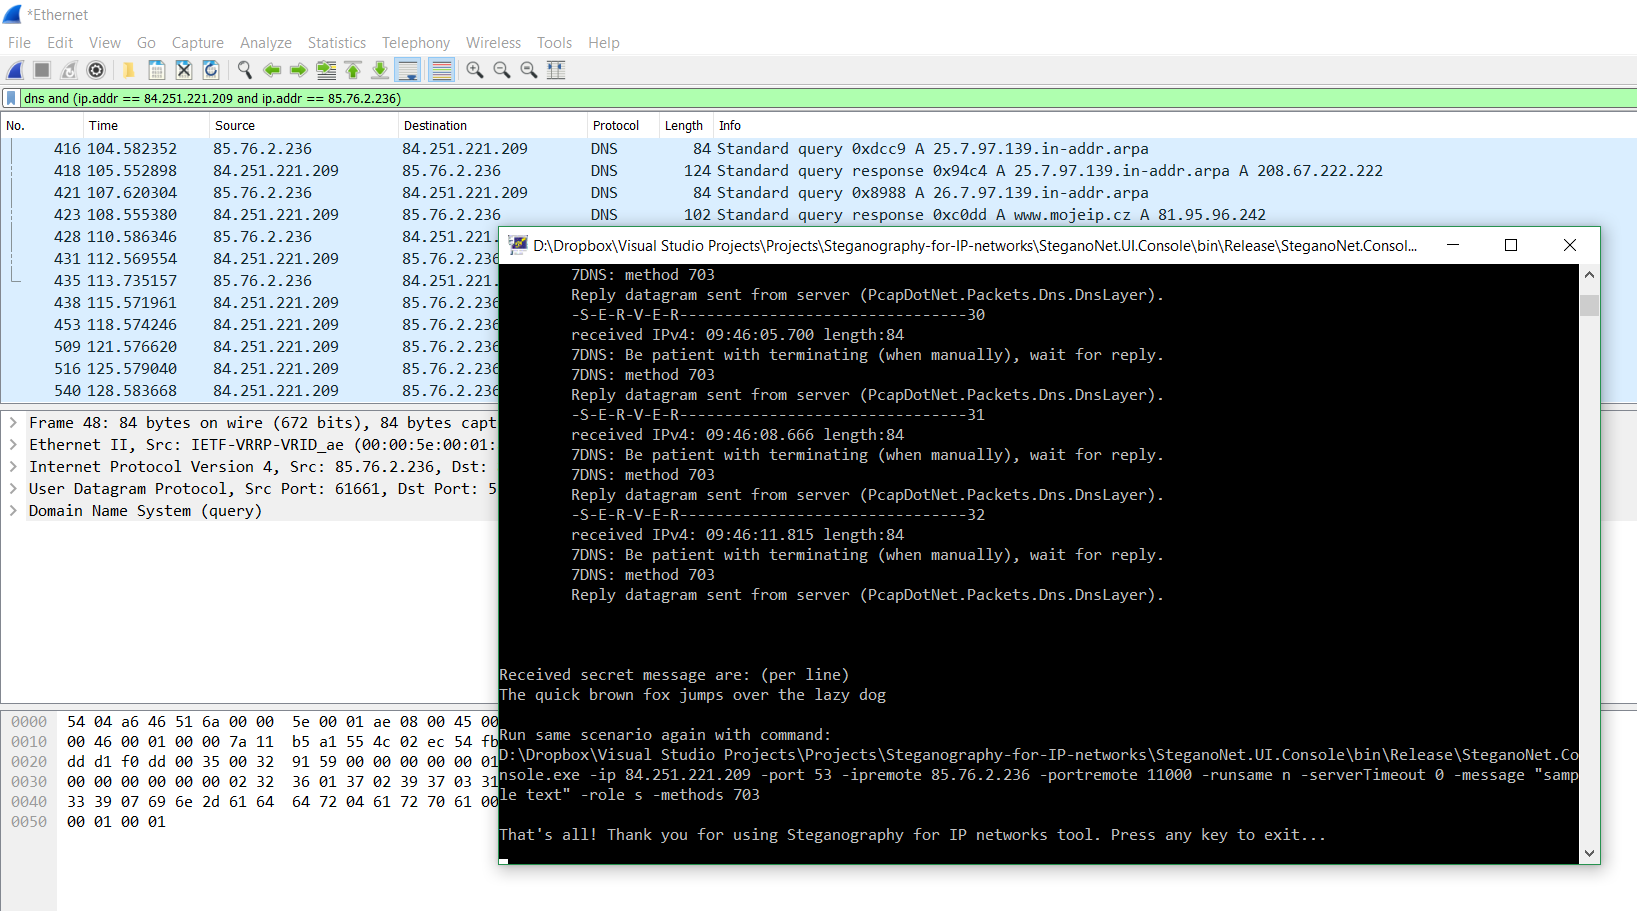 *Ethernet
File Edit View Go Capture Analyze Statistics Telephony Wireless Tools Help
dns and (ip.addr == 84.251.221.209 and ip.addr == 85.76.2.236)
No. Time Source Destination Protocol Length Info
416 104.582352 85.76.2.236 84.251.221.209 DNS 84 Standard query 0xdcc9 A 25.7.97.139.in-addr.arpa
418 105.552898 84.251.221.209 85.76.2.236 DNS 124 Standard query response 0x94c4 A 25.7.97.139.in-addr.arpa A 208.67.222.222
421 107.620304 85.76.2.236 84.251.221.209 DNS 84 Standard query 0x8988 A 26.7.97.139.in-addr.arpa
423 108.555380 84.251.221.209 85.76.2.236 DNS 102 Standard query response 0xc0dd A www.mojeip.cz A 81.95.96.242
428 110.586346 85.76.2.236 84.251.221.
431 112.569554 84.251.221.209 85.76.2.236
435 113.735157 85.76.2.236 84.251.221.
438 115.571961 84.251.221.209 85.76.2.236
453 118.574246 84.251.221.209 85.76.2.236
509 121.576620 84.251.221.209 85.76.2.236
516 125.579040 84.251.221.209 85.76.2.236
540 128.583668 84.251.221.209 85.76.2.236
Frame 48: 84 bytes on wire (672 bits), 84 bytes capt
Ethernet II, Src: IETF-VRRP-VRID_ae (00:00:5e:00:01:
Internet Protocol Version 4, Src: 85.76.2.236, Dst:
User Datagram Protocol, Src Port: 61661, Dst Port: 5
Domain Name System (query)
0000 54 04 a6 46 51 6a 00 00 5e 00 01 ae 08 00 45 00
0010 00 46 00 01 00 00 7a 11 b5 a1 55 4c 02 ec 54 fb
0020 dd d1 f0 dd 00 35 00 32 91 59 00 00 00 00 00 01
0030 00 00 00 00 00 00 02 32 36 01 37 02 39 37 03 31
0040 33 39 07 69 6e 2d 61 64 64 72 04 61 72 70 61 00
0050 00 01 00 01
D:\Dropbox\Visual Studio Projects\Projects\Steganography-for-IP-networks\SteganoNet.UI.Console\bin\Release\SteganoNet.Consol...
7DNS: method 703
Reply datagram sent from server (PcapDotNet.Packets.Dns.DnsLayer).
-S-E-R-V-E-R--------------------------------30
received IPv4: 09:46:05.700 length:84
7DNS: Be patient with terminating (when manually), wait for reply.
7DNS: method 703
Reply datagram sent from server (PcapDotNet.Packets.Dns.DnsLayer).
-S-E-R-V-E-R--------------------------------31
received IPv4: 09:46:08.666 length:84
7DNS: Be patient with terminating (when manually), wait for reply.
7DNS: method 703
Reply datagram sent from server (PcapDotNet.Packets.Dns.DnsLayer).
-S-E-R-V-E-R--------------------------------32
received IPv4: 09:46:11.815 length:84
7DNS: Be patient with terminating (when manually), wait for reply.
7DNS: method 703
Reply datagram sent from server (PcapDotNet.Packets.Dns.DnsLayer).
Received secret message are: (per line)
The quick brown fox jumps over the lazy dog
Run same scenario again with command:
D:\Dropbox\Visual Studio Projects\Projects\Steganography-for-IP-networks\SteganoNet.UI.Console\bin\Release\SteganoNet.Co
nsole.exe -ip 84.251.221.209 -port 53 -ipremote 85.76.2.236 -portremote 11000 -runsame n -serverTimeout 0 -message "samp
le text" -role s -methods 703
That's all! Thank you for using Steganography for IP networks tool. Press any key to exit...